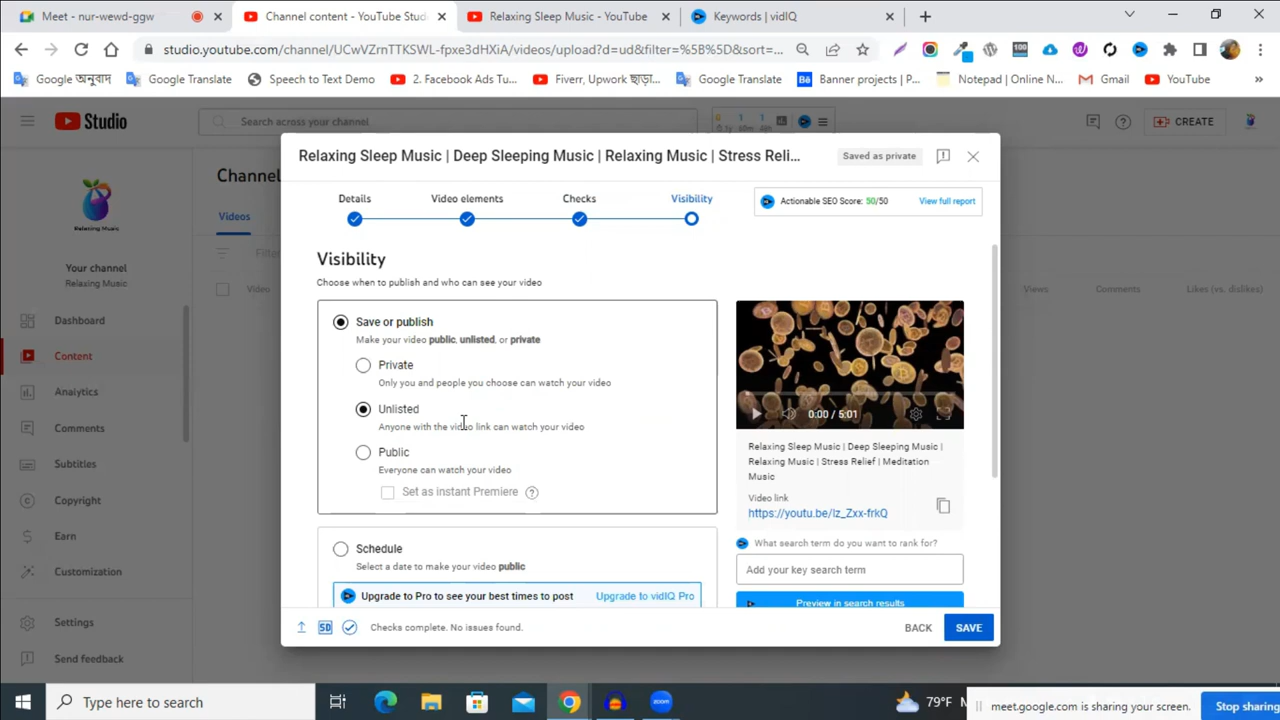 Meet - nur-wewd-ggw
Channel content - YouTube Studio
Relaxing Sleep Music - YouTube
Keywords | vidIQ
studio.youtube.com/channel/UCwVZrnTTKSWL-fpxe3dHXiA/videos/upload?d=ud&filter=%5B%5D&sort=...
Google অনুবাদ
Google Translate
Speech to Text Demo
2. Facebook Ads Tu...
Fiverr, Upwork ছাড়া...
Google Translate
Banner projects | P...
Notepad | Online N...
Gmail
YouTube
Studio
Search across your channel
CREATE
Relaxing Sleep Music | Deep Sleeping Music | Relaxing Music | Stress Reli...
Saved as private
Channel
Details
Video elements
Checks
Visibility
Actionable SEO Score: 50/50
View full report
Videos
Relaxing Music
Filter
Your channel
Relaxing Music
Video
Views
Comments
Likes (vs. dislikes)
Dashboard
Content
Analytics
Comments
Subtitles
Copyright
Earn
Customization
Settings
Send feedback
Visibility
Choose when to publish and who can see your video
Save or publish
Make your video public, unlisted, or private
Private
Only you and people you choose can watch your video
Unlisted
Anyone with the video link can watch your video
Public
Everyone can watch your video
Set as instant Premiere
Schedule
Select a date to make your video public
Upgrade to Pro to see your best times to post
Upgrade to vidIQ Pro
0:00 / 5:01
Relaxing Sleep Music | Deep Sleeping Music |
Relaxing Music | Stress Relief | Meditation
Music
Video link
https://youtu.be/Iz_Zxx-frkQ
What search term do you want to rank for?
Add your key search term
Preview in search results
SD
Checks complete. No issues found.
BACK
SAVE
Type here to search
zoom
79°F
meet.google.com is sharing your screen.
Stop sharing